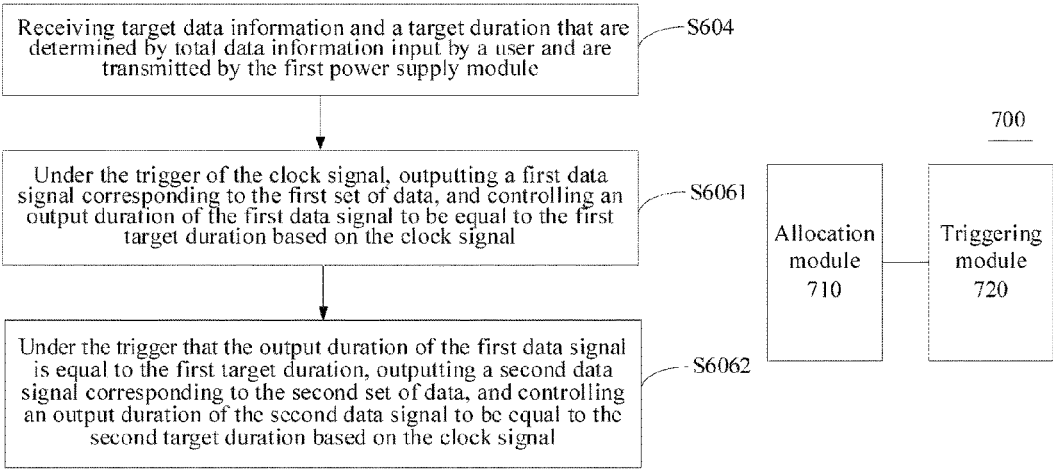 Receiving target data information and a target duration that are
determined by total data information input by a user and are
transmitted by the first power supply module
S604
Under the trigger of the clock signal, outputting a first data
signal corresponding to the first set of data, and controlling an
output duration of the first data signal to be equal to the first
target duration based on the clock signal
S6061
Under the trigger that the output duration of the first data signal
is equal to the first target duration, outputting a second data
signal corresponding to the second set of data, and controlling
an output duration of the second data signal to be equal to the
second target duration based on the clock signal
S6062
700
Allocation
module
710
Triggering
module
720